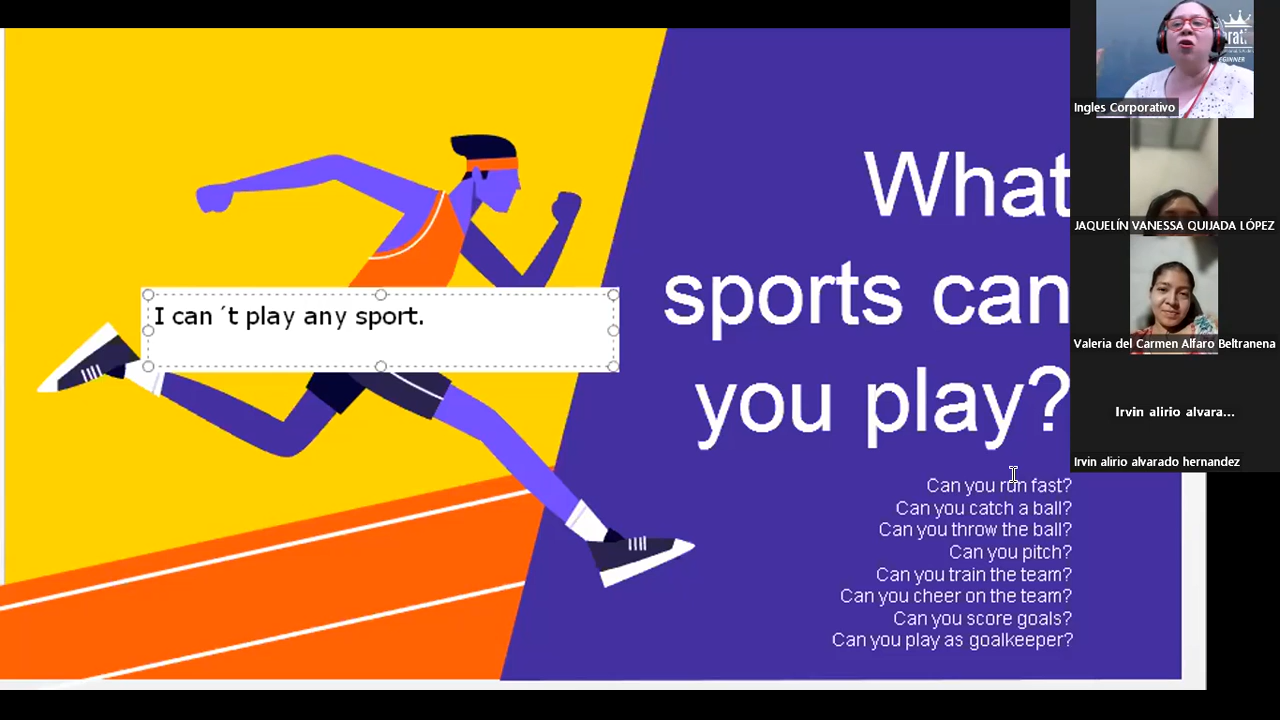 What
sports can
you play?
I can ´t play any sport.
Can you run fast?
Can you catch a ball?
Can you throw the ball?
Can you pitch?
Can you train the team?
Can you cheer on the team?
Can you score goals?
Can you play as goalkeeper?
Ingles Corporativo
JAQUELÍN VANESSA QUIJADA LÓPEZ
Valeria del Carmen Alfaro Beltranena
Irvin alirio alvara...
Irvin alirio alvarado hernandez